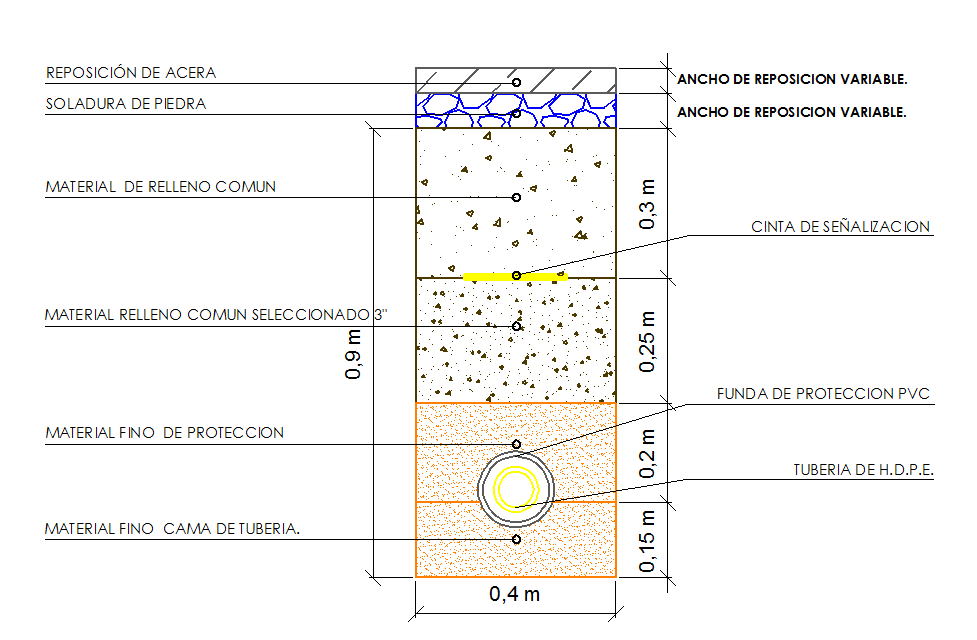 REPOSICIÓN DE ACERA
ANCHO DE REPOSICION VARIABLE.
SOLADURA DE PIEDRA
ANCHO DE REPOSICION VARIABLE.
MATERIAL DE RELLENO COMUN
0,3 m
CINTA DE SEÑALIZACION
MATERIAL RELLENO COMUN SELECCIONADO 3"
0,9 m
0,25 m
FUNDA DE PROTECCION PVC
MATERIAL FINO DE PROTECCION
0,2 m
TUBERIA DE H.D.P.E.
MATERIAL FINO CAMA DE TUBERIA.
0,15 m
0,4 m